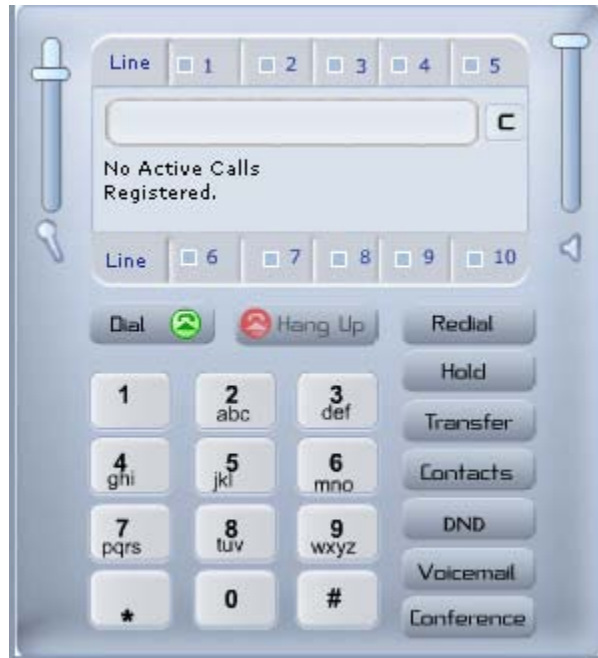 Line 1 2 3 4 5
C
No Active Calls
Registered.
Line 6 7 8 9 10
Dial Hang Up Redial
Hold
Transfer
Contacts
DND
Voicemail
Conference
1 2 3
abc def
4 5 6
ghi jkl mno
7 8 9
pqrs tuv wxyz
* 0 #